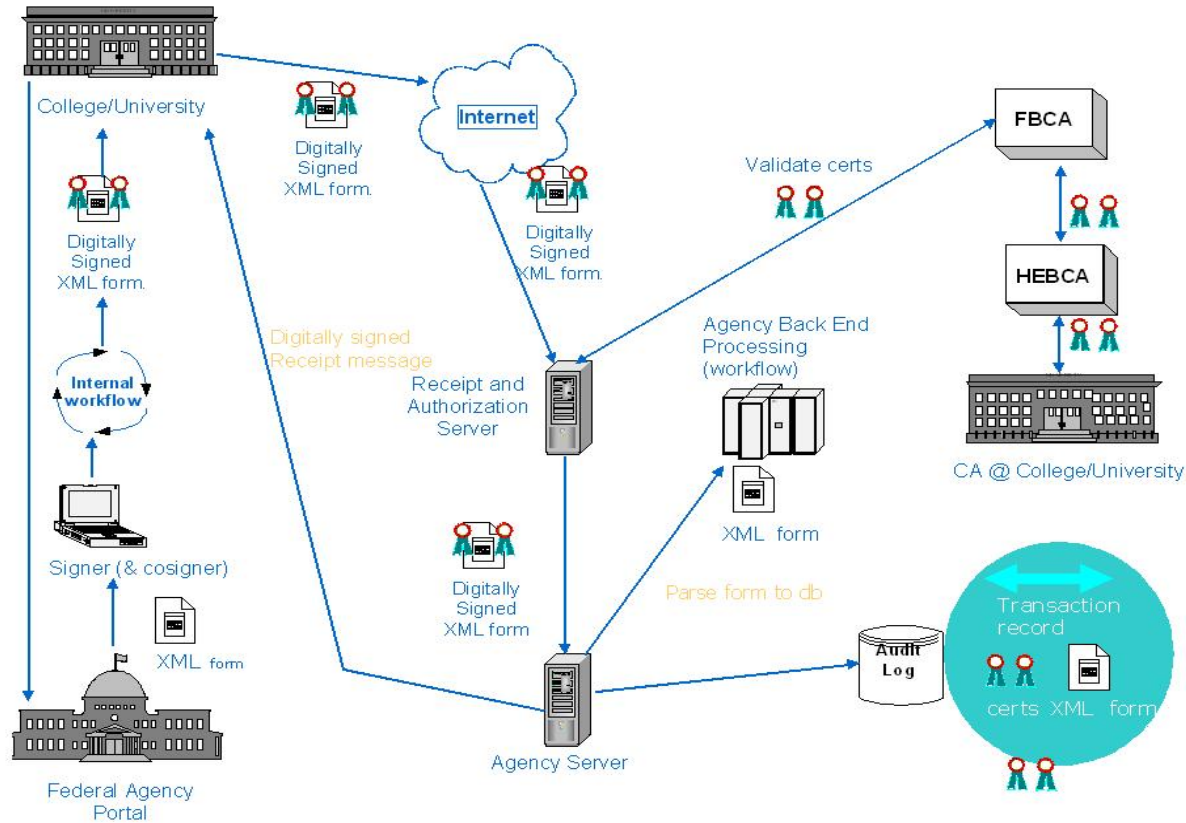 College/University
Digitally
Signed
XML form.
Internet
Digitally
Signed
XML form.
Validate certs
FBCA
HEBCA
CA @ College/University
Digitally
Signed
XML form.
Internal
workflow
Signer (& cosigner)
XML form
Federal Agency
Portal
Digitally signed
Receipt message
Receipt and
Authorization
Server
Agency Back End
Processing
(workflow)
XML form
Digitally
Signed
XML form
Parse form to db
Agency Server
Audit
Log
Transaction
record
certs XML form